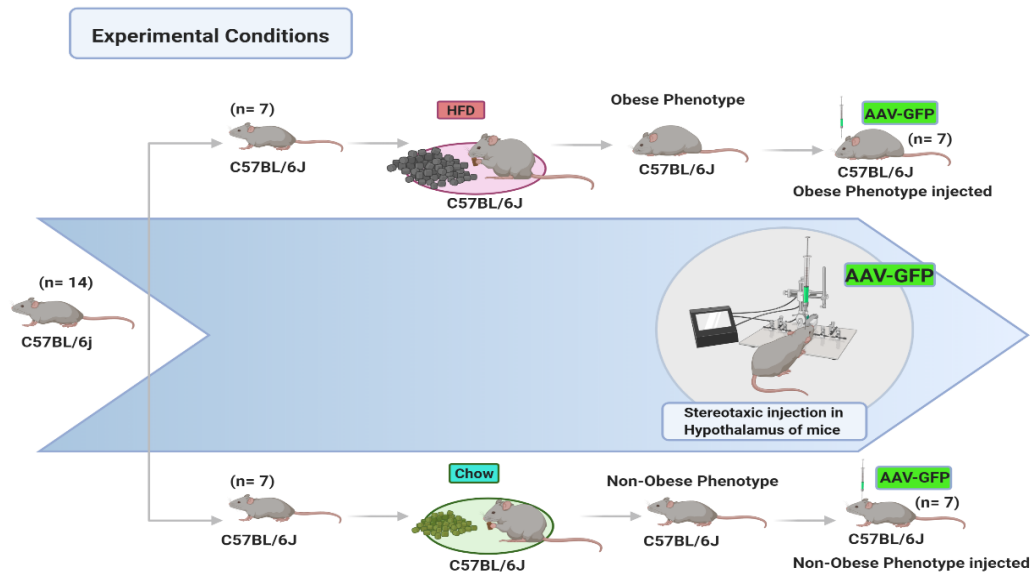 Experimental Conditions
(n= 7)
C57BL/6J
HFD
C57BL/6J
Obese Phenotype
C57BL/6J
AAV-GFP
(n= 7)
C57BL/6J
Obese Phenotype injected
(n= 14)
C57BL/6j
AAV-GFP
Stereotaxic injection in
Hypothalamus of mice
(n= 7)
C57BL/6J
Chow
C57BL/6J
Non-Obese Phenotype
C57BL/6J
AAV-GFP
(n= 7)
C57BL/6J
Non-Obese Phenotype injected